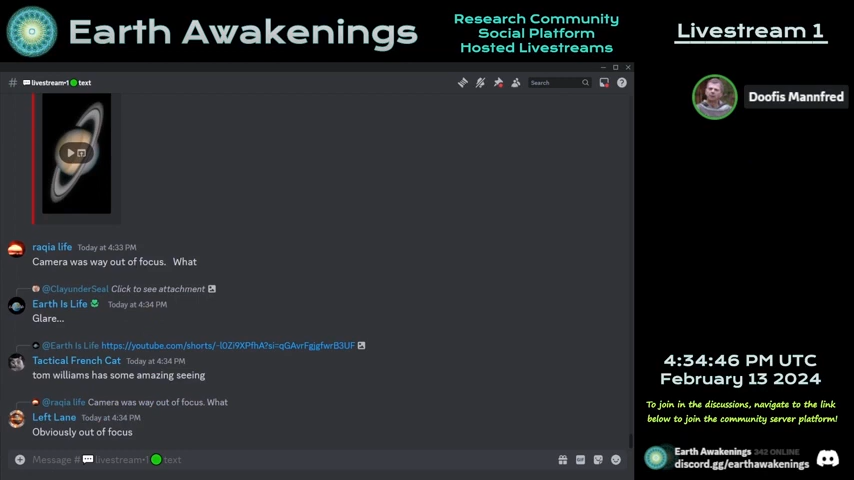 Earth Awakenings
Research Community
Social Platform
Hosted Livestreams
Livestream 1
# livestream-1 text
Search
Doofis Mannfred
raqia life Today at 4:33 PM
Camera was way out of focus. What
@ClayunderSeal Click to see attachment
Earth Is Life Today at 4:34 PM
Glare...
@Earth Is Life https://youtube.com/shorts/-l0Zi9XPfhA?si=qGAvrFgjgfwrB3UF
Tactical French Cat Today at 4:34 PM
tom williams has some amazing seeing
@raqia life Camera was way out of focus. What
Left Lane Today at 4:34 PM
Obviously out of focus
Message # livestream-1 text
GIF
4:34:46 PM UTC
February 13 2024
To join in the discussions, navigate to the link
below to join the community server platform!
Earth Awakenings 342 ONLINE
discord.gg/earthawakenings